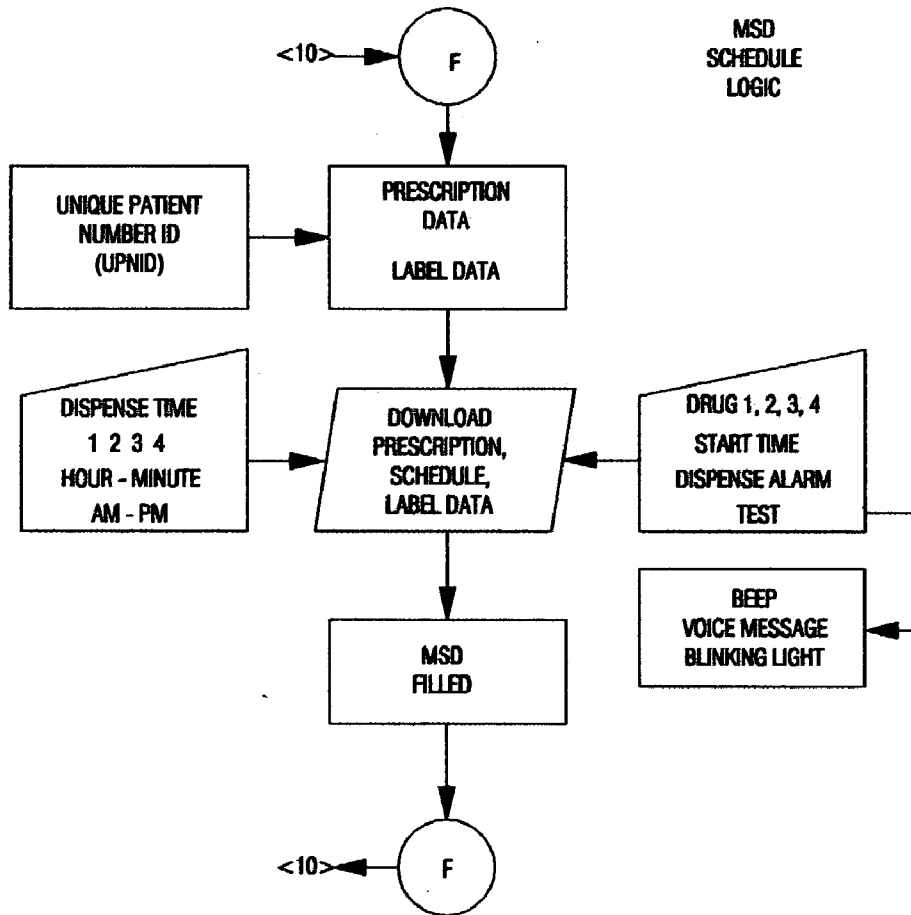 <10>
F
MSD
SCHEDULE
LOGIC
UNIQUE PATIENT
NUMBER ID
(UPNID)
PRESCRIPTION
DATA
LABEL DATA
DISPENSE TIME
1 2 3 4
HOUR - MINUTE
AM - PM
DOWNLOAD
PRESCRIPTION,
SCHEDULE,
LABEL DATA
DRUG 1, 2, 3, 4
START TIME
DISPENSE ALARM
TEST
BEEP
VOICE MESSAGE
BLINKING LIGHT
MSD
FILLED
<10>
F